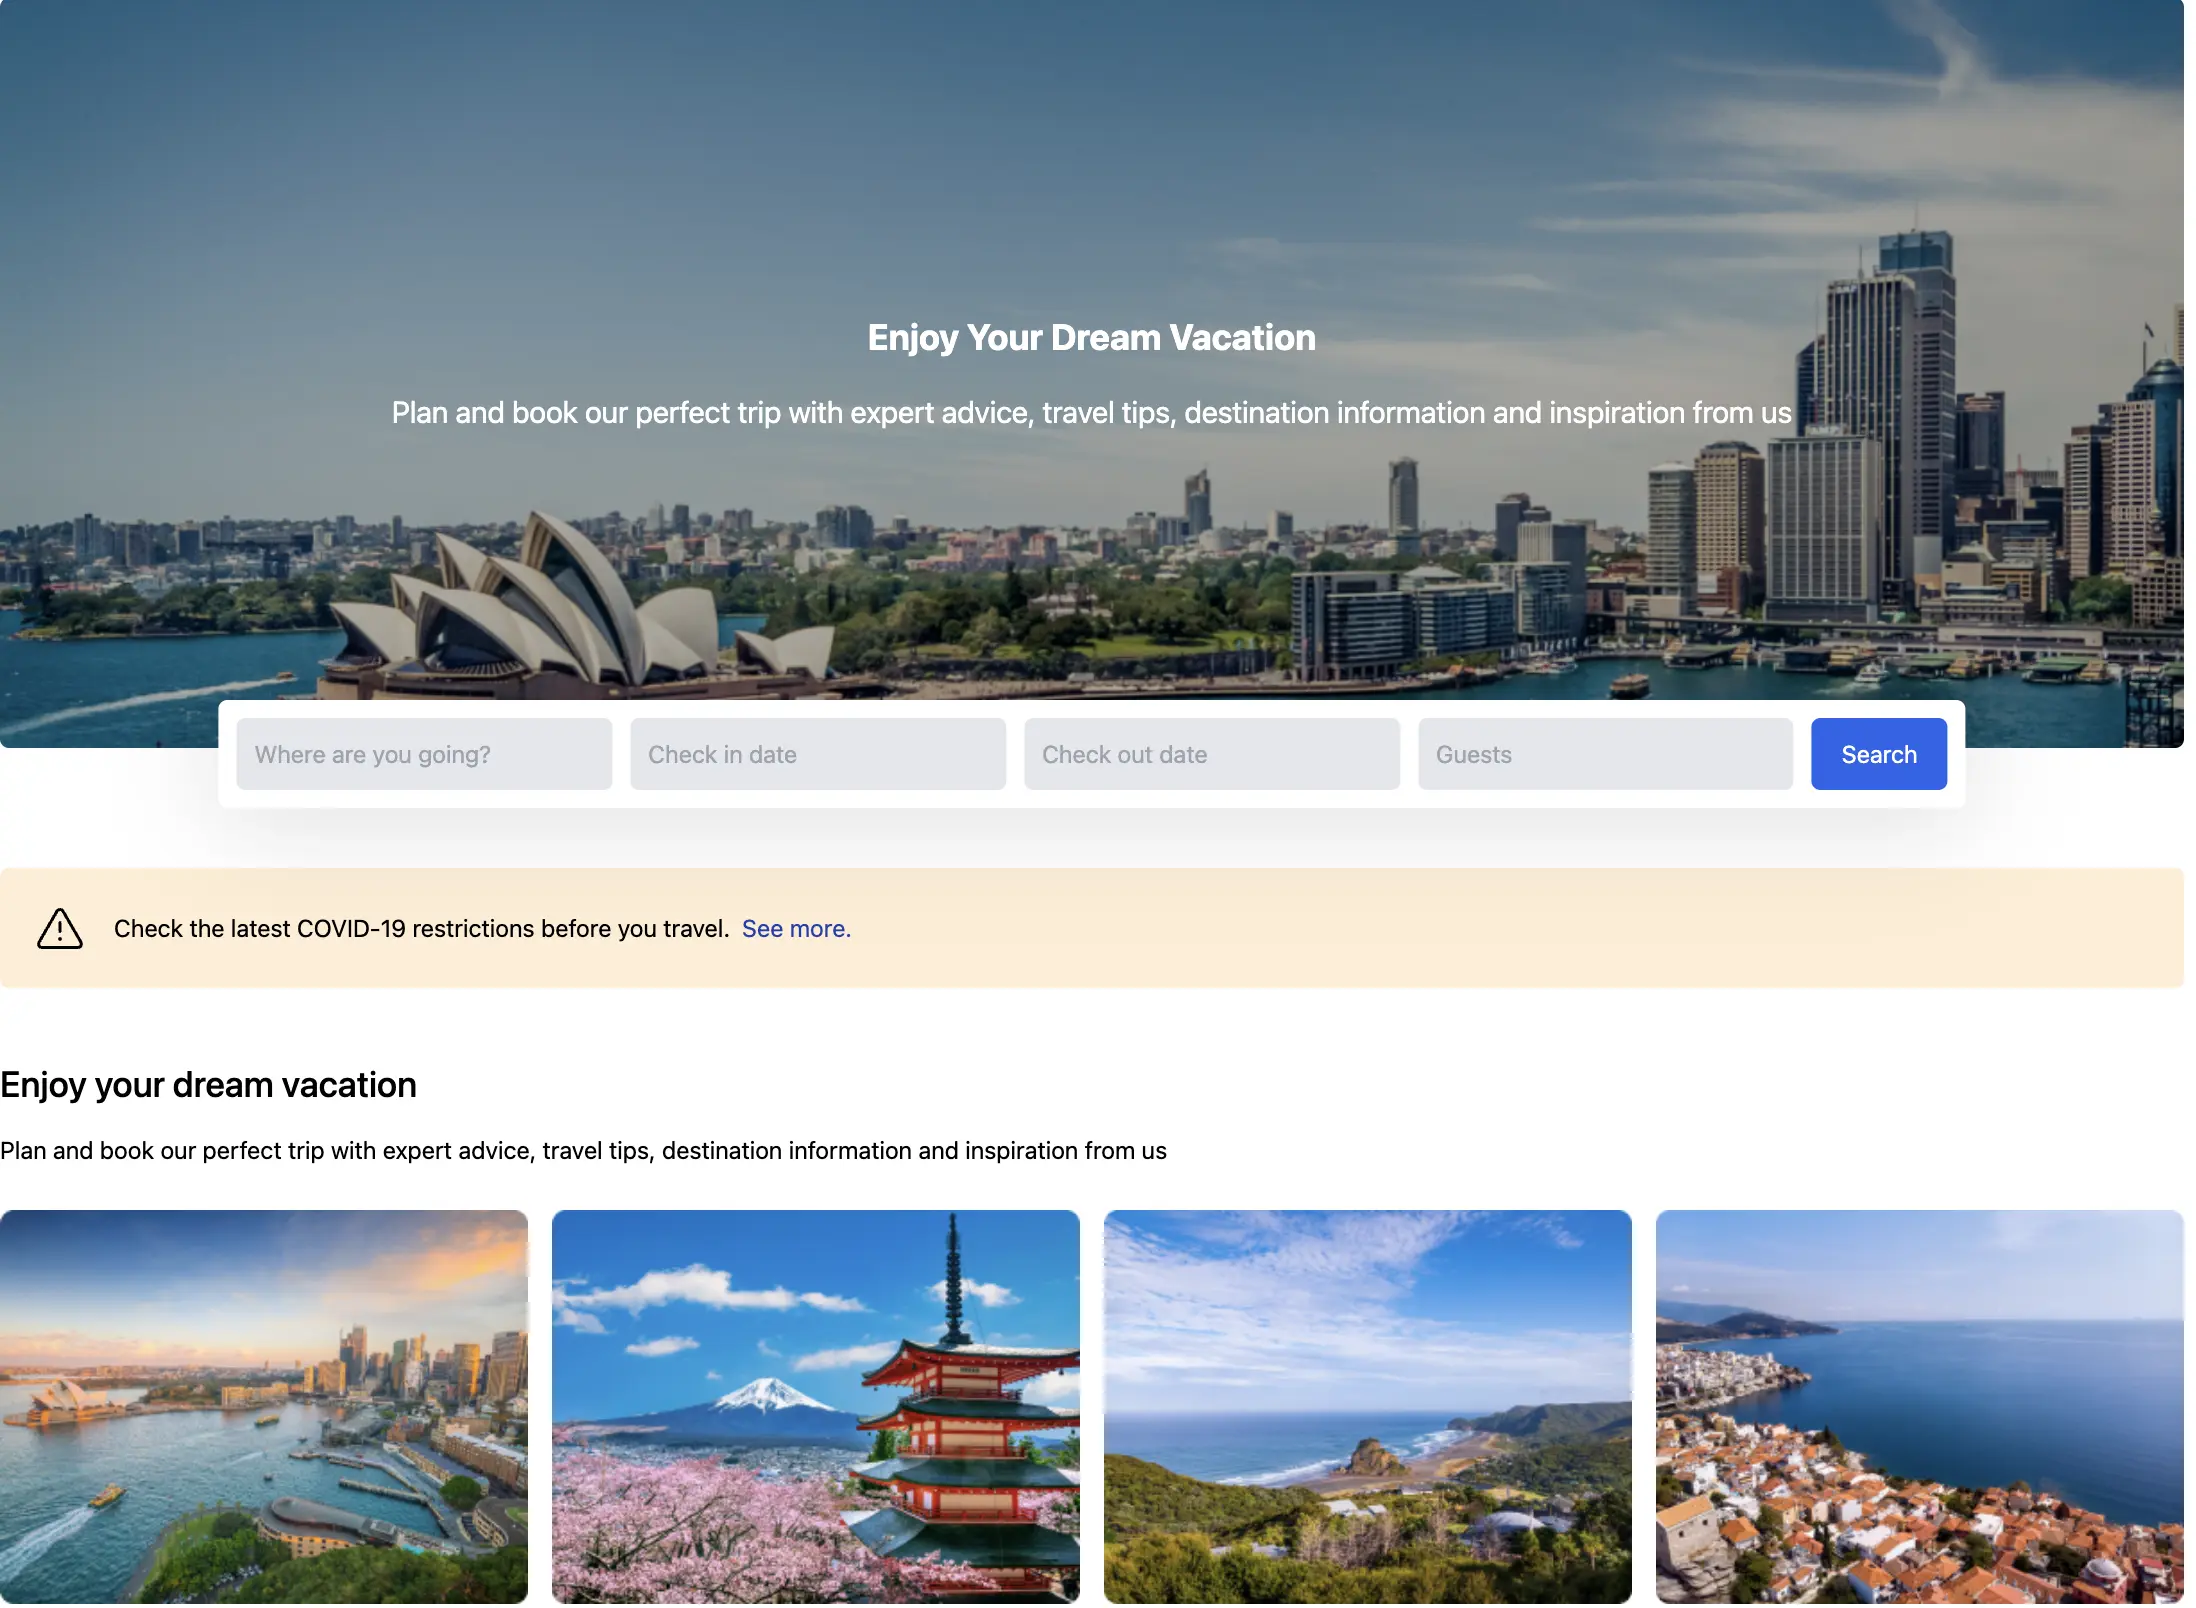 Enjoy Your Dream Vacation
Plan and book our perfect trip with expert advice, travel tips, destination information and inspiration from us
Where are you going?
Check in date
Check out date
Guests
Search
Check the latest COVID-19 restrictions before you travel. See more.
Enjoy your dream vacation
Plan and book our perfect trip with expert advice, travel tips, destination information and inspiration from us